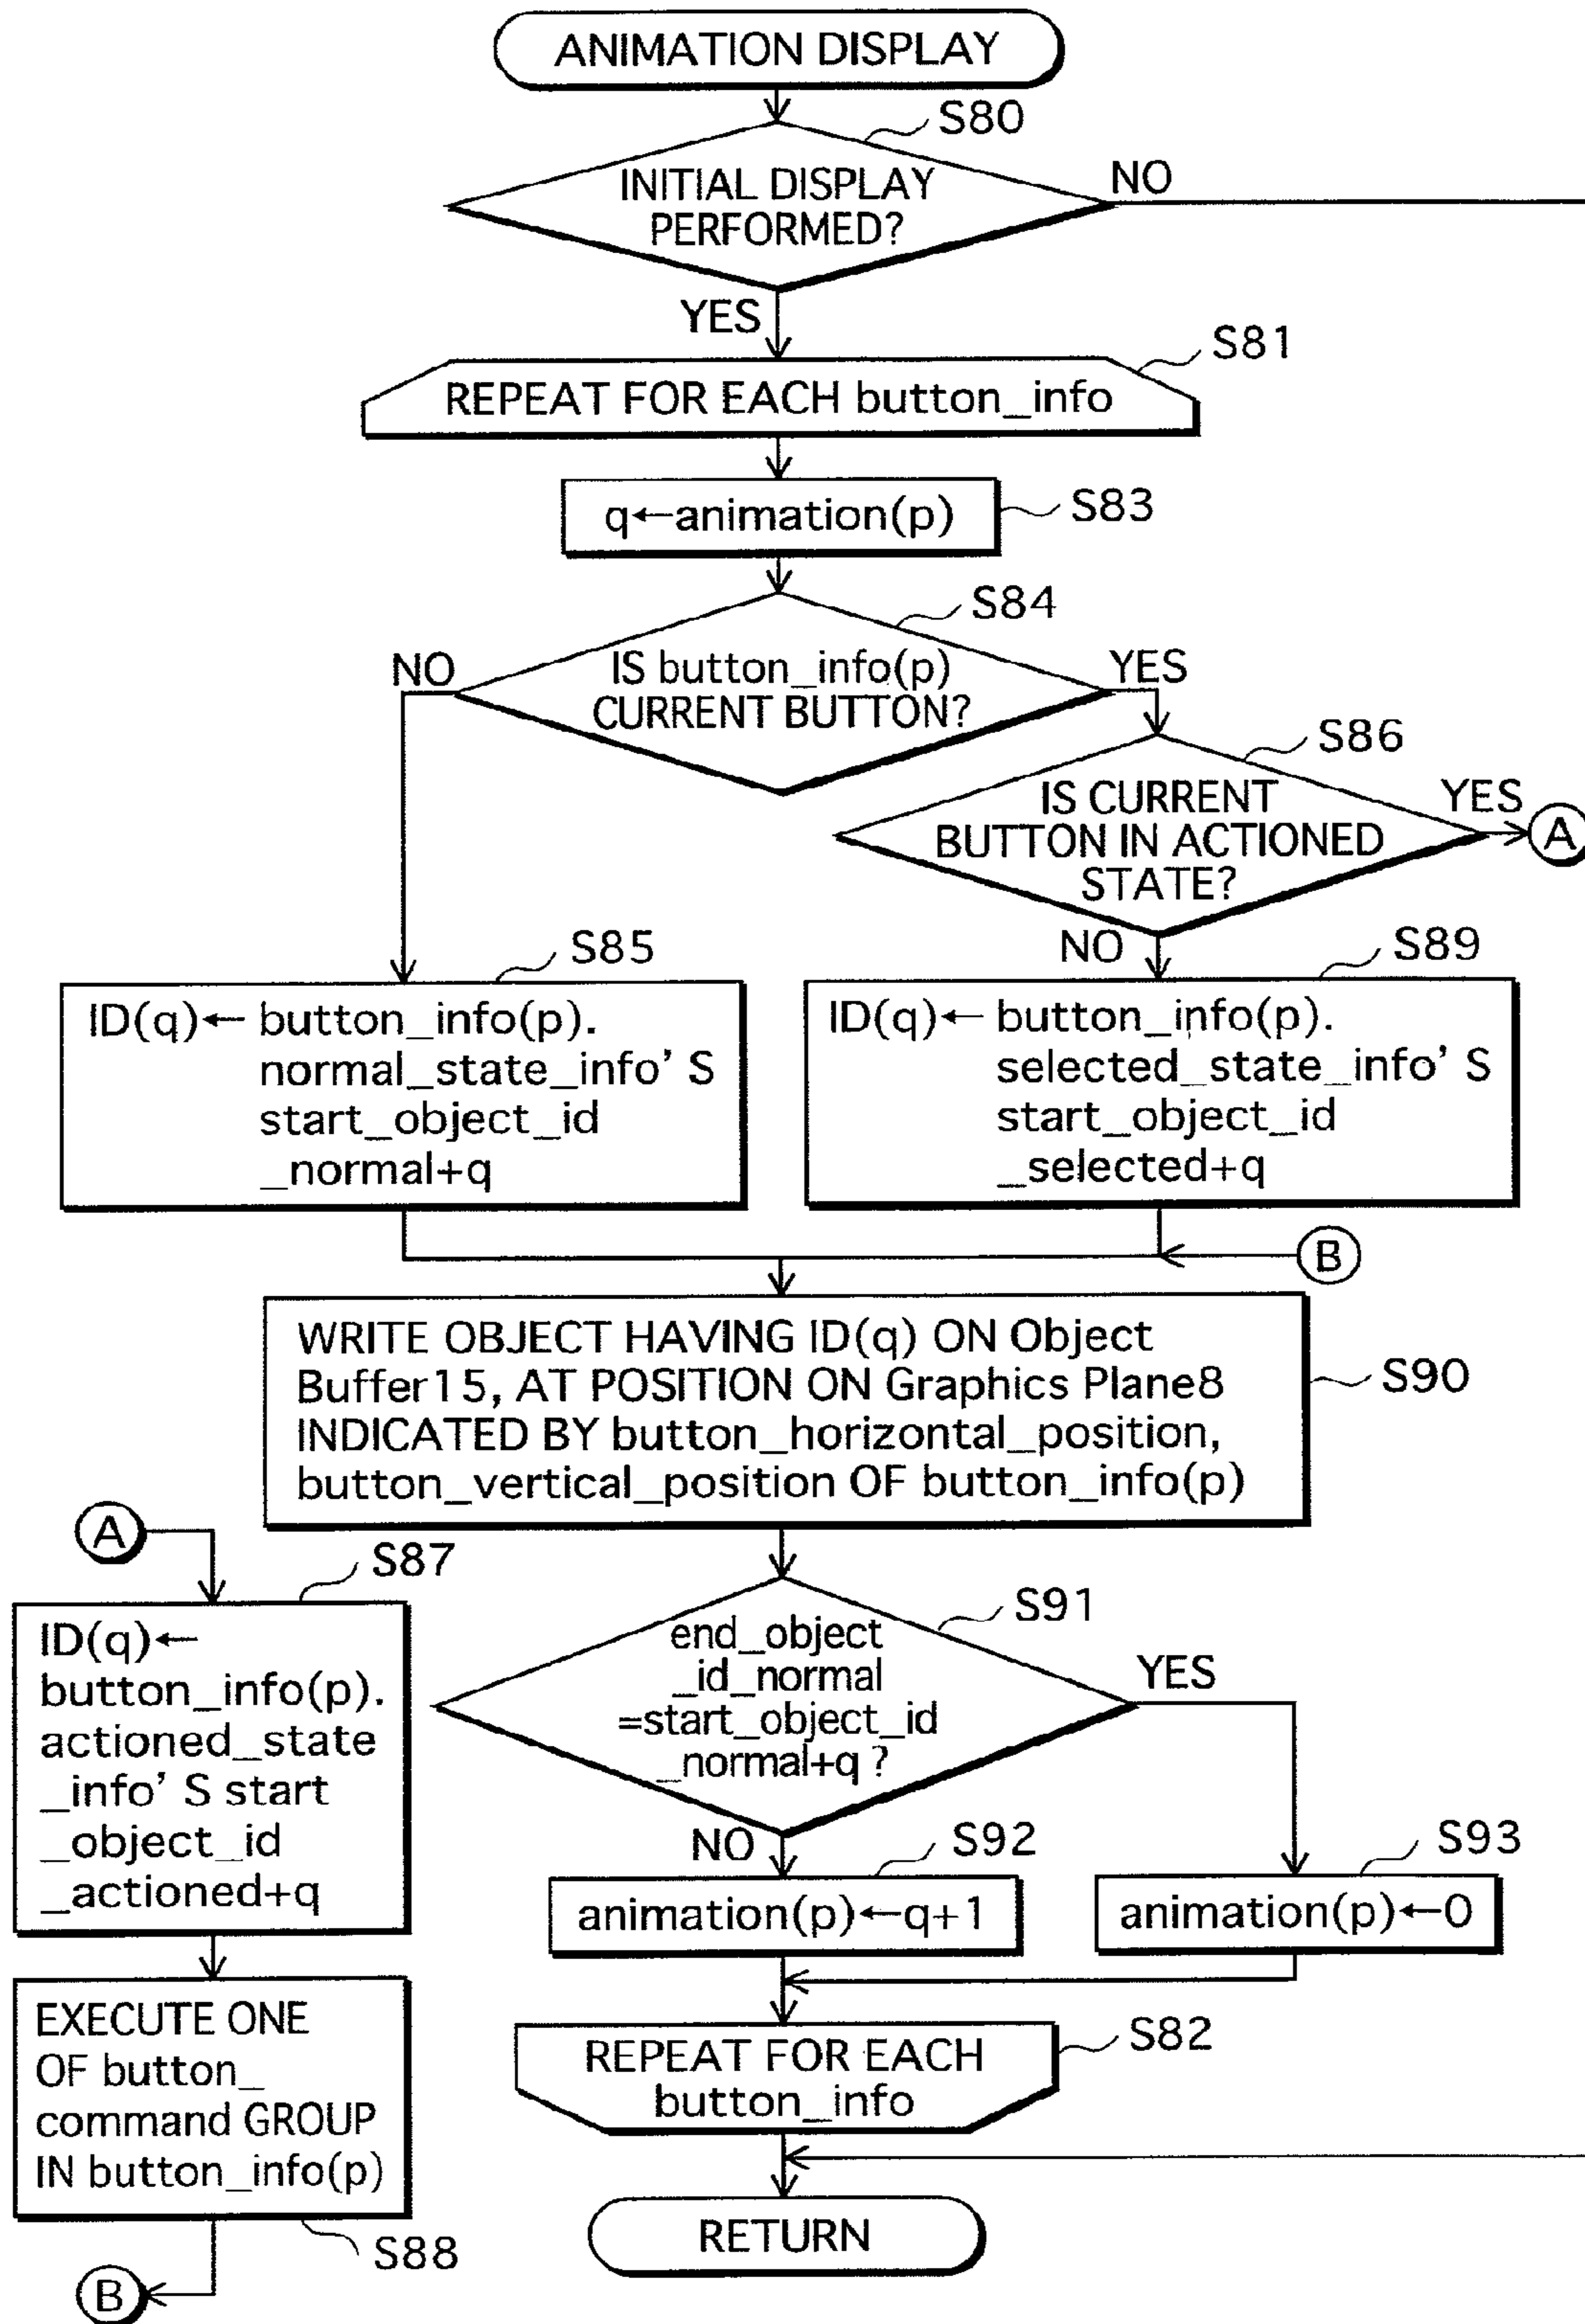 ANIMATION DISPLAY
S80
INITIAL DISPLAY
PERFORMED?
NO
YES
S81
REPEAT FOR EACH button_info
S83
q←animation(p)
S84
NO
IS button_info(p)
CURRENT BUTTON?
YES
S86
IS CURRENT
BUTTON IN ACTIONED
STATE?
YES
A
NO
S85
ID(q)← button_info(p).
normal_state_info' S
start_object_id
_normal+q
S89
ID(q)← button_info(p).
selected_state_info' S
start_object_id
_selected+q
B
WRITE OBJECT HAVING ID(q) ON Object
Buffer15, AT POSITION ON Graphics Plane8
INDICATED BY button_horizontal_position,
button_vertical_position OF button_info(p)
S90
A
S87
ID(q)←
button_info(p).
actioned_state
_info' S start
_object_id
_actioned+q
S91
end_object
_id_normal
=start_object_id
_normal+q ?
YES
NO
S92
animation(p)←q+1
S93
animation(p)←0
EXECUTE ONE
OF button_
command GROUP
IN button_info(p)
S88
B
S82
REPEAT FOR EACH
button_info
RETURN